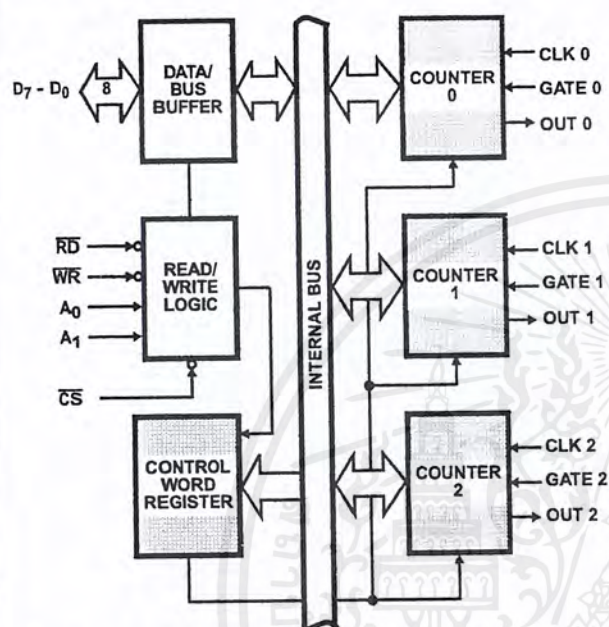 D7 - D0
8
DATA/
BUS
BUFFER
RD
WR
A0
A1
CS
READ/
WRITE
LOGIC
CONTROL
WORD
REGISTER
INTERNAL BUS
COUNTER
0
CLK 0
GATE 0
OUT 0
COUNTER
1
CLK 1
GATE 1
OUT 1
COUNTER
2
CLK 2
GATE 2
OUT 2